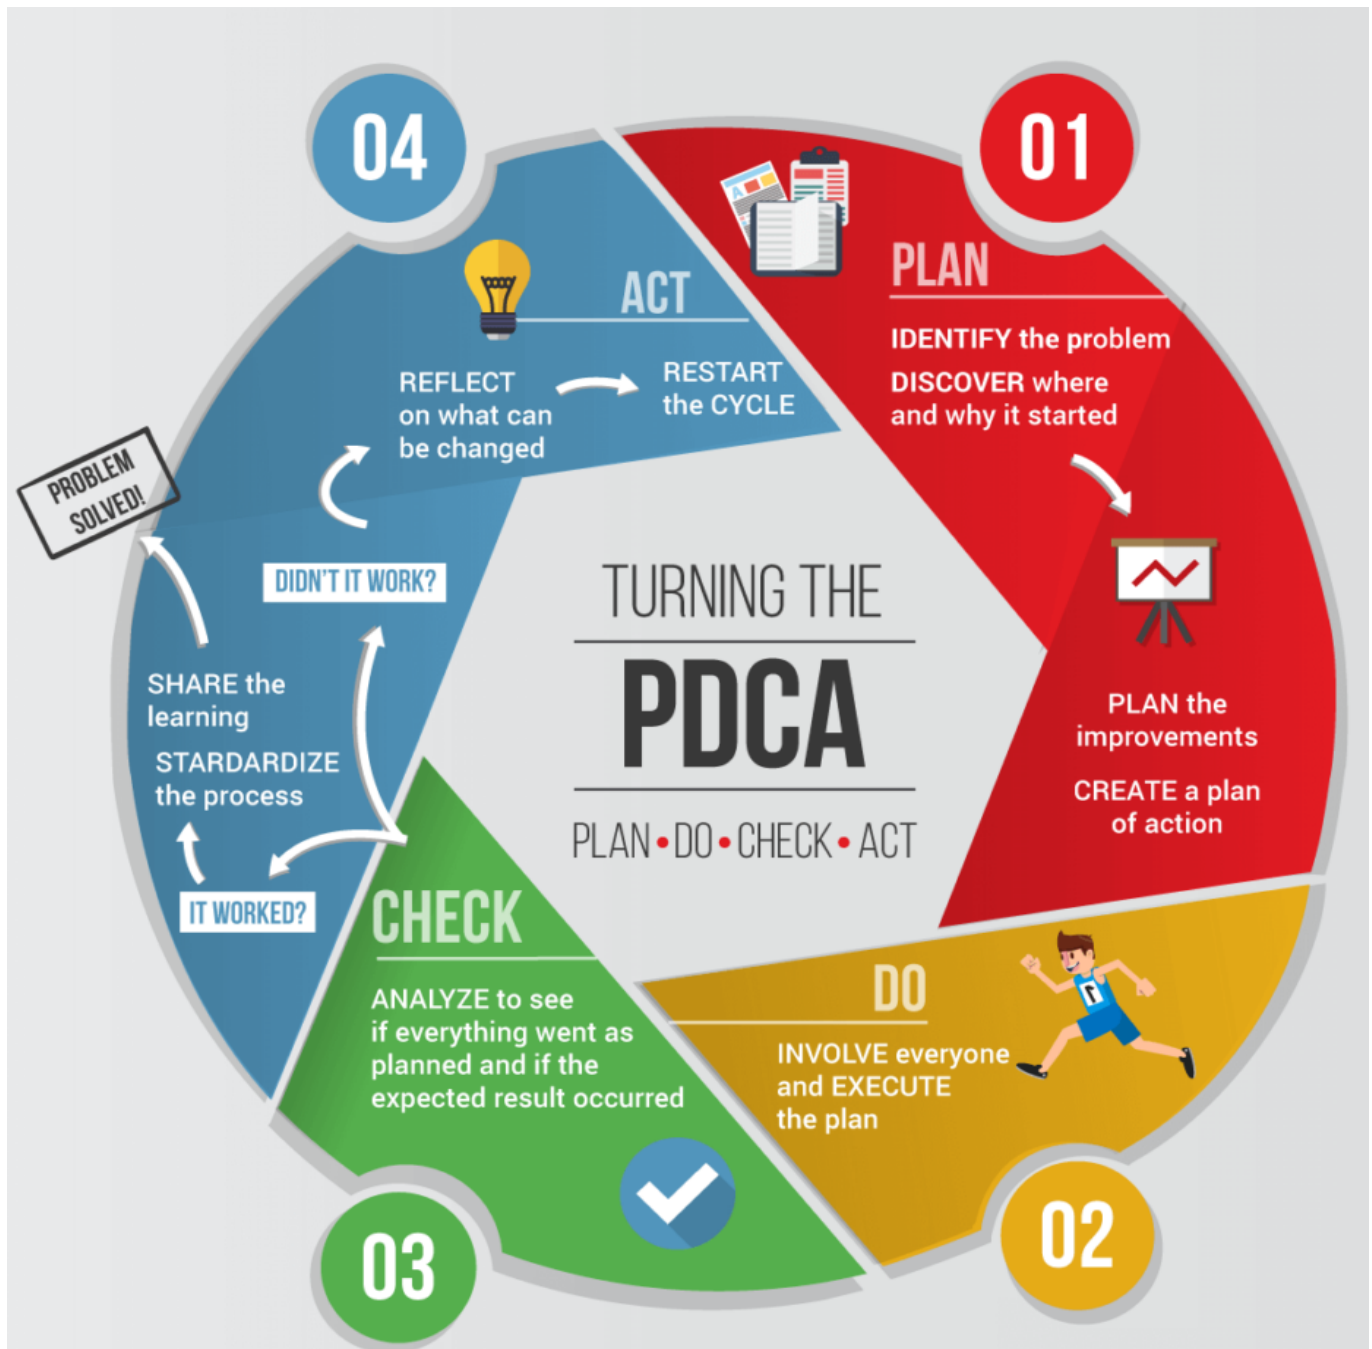 TURNING THE
PDCA
PLAN • DO • CHECK • ACT
01
PLAN
IDENTIFY the problem
DISCOVER where
and why it started
PLAN the
improvements
CREATE a plan
of action
02
DO
INVOLVE everyone
and EXECUTE
the plan
1
03
CHECK
ANALYZE to see
if everything went as
planned and if the
expected result occurred
04
ACT
IT WORKED?
STARDARDIZE
the process
SHARE the
learning
PROBLEM
SOLVED!
DIDN'T IT WORK?
REFLECT
on what can
be changed
RESTART
the CYCLE
A